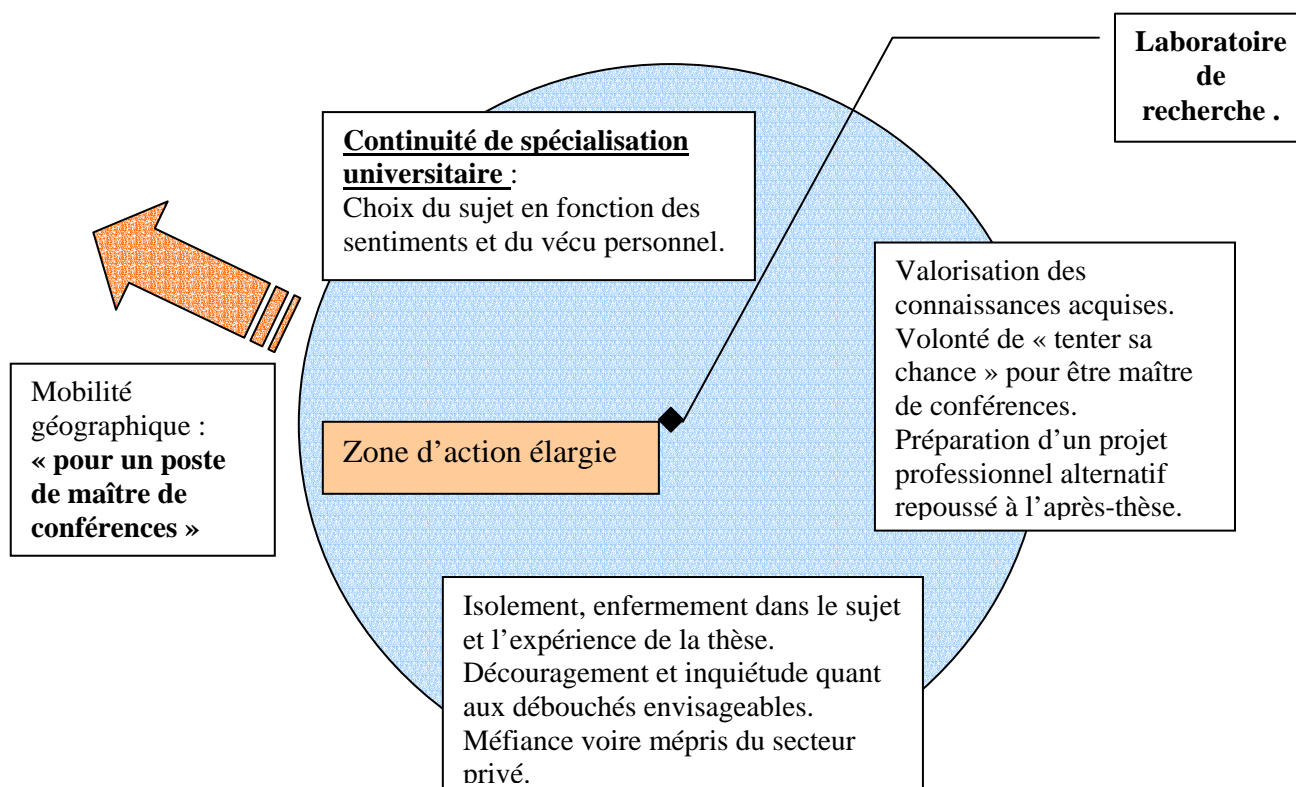 Laboratoire
de
recherche .
Continuité de spécialisation
universitaire :
Choix du sujet en fonction des
sentiments et du vécu personnel.
Valorisation des
connaissances acquises.
Volonté de « tenter sa
chance » pour être maître
de conférences.
Préparation d’un projet
professionnel alternatif
repoussé à l’après-thèse.
Mobilité
géographique :
« pour un poste
de maître de
conférences »
Zone d’action élargie
Isolement, enfermement dans le sujet
et l’expérience de la thèse.
Découragement et inquiétude quant
aux débouchés envisageables.
Méfiance voire mépris du secteur
privé.